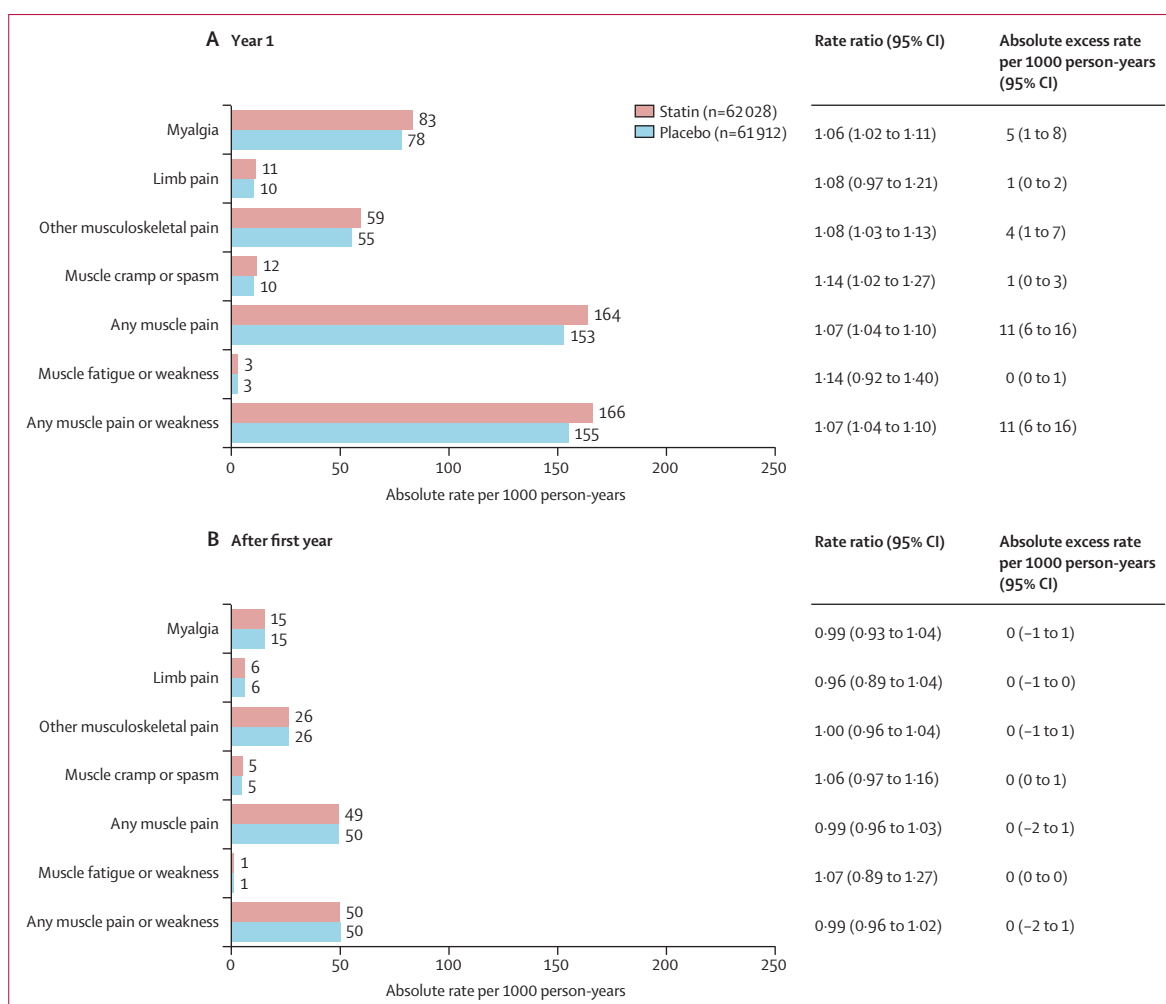 A Year 1
Rate ratio (95% CI) Absolute excess rate
per 1000 person-years
(95% CI)
Statin (n=62 028)
Placebo (n=61 912)
Myalgia 83 1·06 (1·02 to 1·11) 5 (1 to 8)
78
Limb pain 11 1·08 (0·97 to 1·21) 1 (0 to 2)
10
Other musculoskeletal pain 59 1·08 (1·03 to 1·13) 4 (1 to 7)
55
Muscle cramp or spasm 12 1·14 (1·02 to 1·27) 1 (0 to 3)
10
Any muscle pain 164 1·07 (1·04 to 1·10) 11 (6 to 16)
153
Muscle fatigue or weakness 3 1·14 (0·92 to 1·40) 0 (0 to 1)
3
Any muscle pain or weakness 166 1·07 (1·04 to 1·10) 11 (6 to 16)
155
0 50 100 150 200 250
Absolute rate per 1000 person-years
B After first year
Rate ratio (95% CI) Absolute excess rate
per 1000 person-years
(95% CI)
Myalgia 15 0·99 (0·93 to 1·04) 0 (−1 to 1)
15
Limb pain 6 0·96 (0·89 to 1·04) 0 (−1 to 0)
6
Other musculoskeletal pain 26 1·00 (0·96 to 1·04) 0 (−1 to 1)
26
Muscle cramp or spasm 5 1·06 (0·97 to 1·16) 0 (0 to 1)
5
Any muscle pain 49 0·99 (0·96 to 1·03) 0 (−2 to 1)
50
Muscle fatigue or weakness 1 1·07 (0·89 to 1·27) 0 (0 to 0)
1
Any muscle pain or weakness 50 0·99 (0·96 to 1·02) 0 (−2 to 1)
50
0 50 100 150 200 250
Absolute rate per 1000 person-years